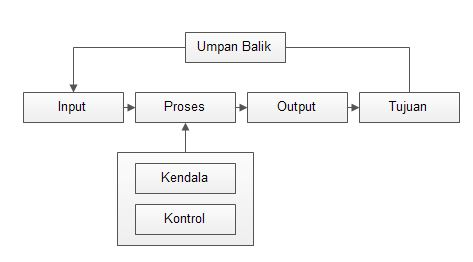 Umpan Balik
Input
Proses
Output
Tujuan
Kendala
Kontrol